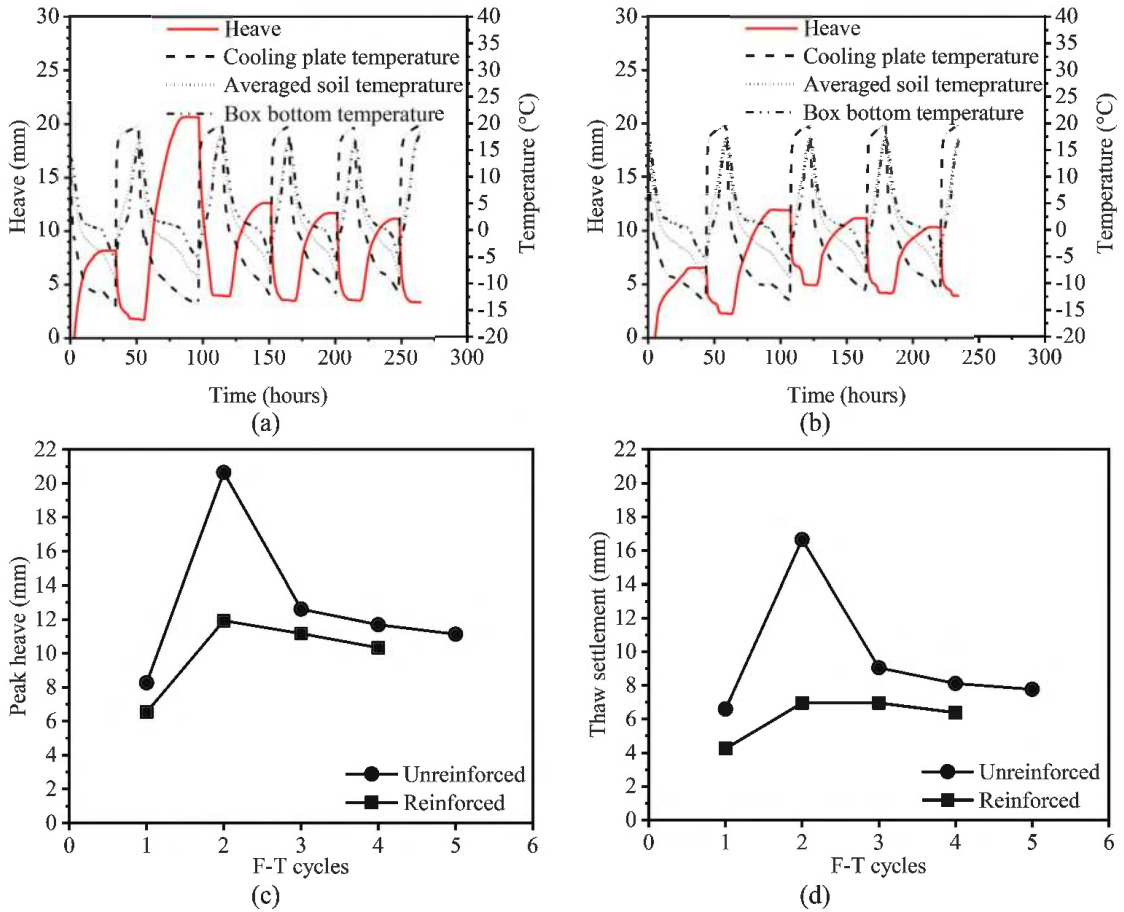 30
25
20
15
10
5
0
Heave (mm)
40
35
30
25
20
15
10
5
0
-5
-10
-15
-20
Temperature (°C)
Heave
Cooling plate temperature
Averaged soil temeprature
Box bottom temperature
0 50 100 150 200 250 300
Time (hours)
(a)
30
25
20
15
10
5
0
Heave (mm)
40
35
30
25
20
15
10
5
0
-5
-10
-15
-20
Temperature (°C)
Heave
Cooling plate temperature
Averaged soil temeprature
Box bottom temperature
0 50 100 150 200 250 300
Time (hours)
(b)
22
20
18
16
14
12
10
8
6
4
2
0
Peak heave (mm)
Unreinforced
Reinforced
0 1 2 3 4 5 6
F-T cycles
(c)
22
20
18
16
14
12
10
8
6
4
2
0
Thaw settlement (mm)
Unreinforced
Reinforced
0 1 2 3 4 5 6
F-T cycles
(d)